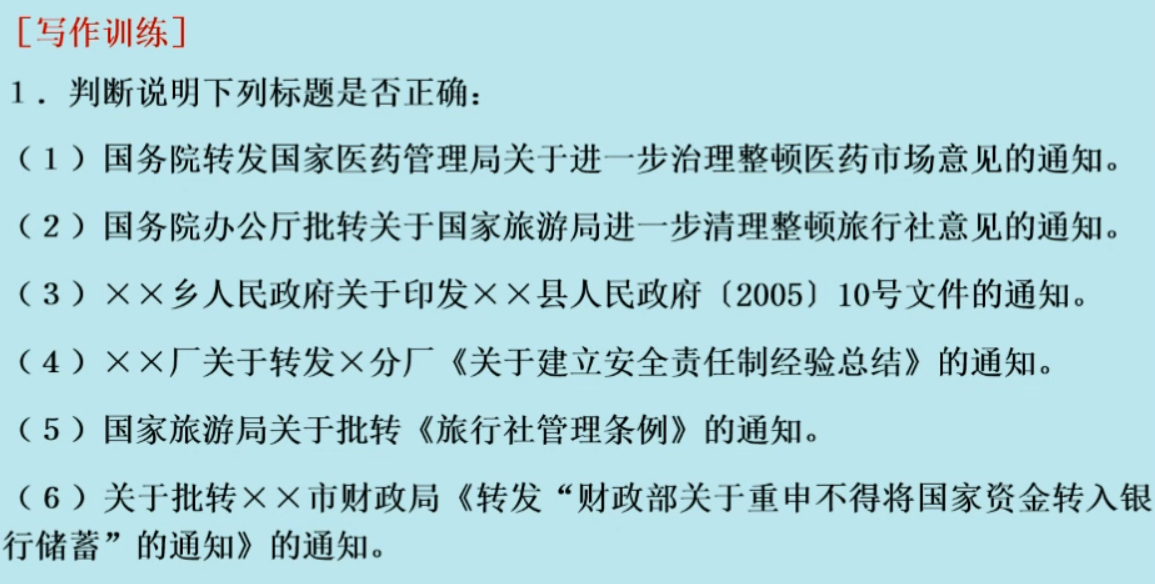 ［写作训练］
1．判断说明下列标题是否正确：
（1）国务院转发国家医药管理局关于进一步治理整顿医药市场意见的通知。
（2）国务院办公厅批转关于国家旅游局进一步清理整顿旅行社意见的通知。
（3）××乡人民政府关于印发××县人民政府〔2005〕10号文件的通知。
（4）××厂关于转发×分厂《关于建立安全责任制经验总结》的通知。
（5）国家旅游局关于批转《旅行社管理条例》的通知。
（6）关于批转××市财政局《转发“财政部关于重申不得将国家资金转入银
行储蓄”的通知》的通知。